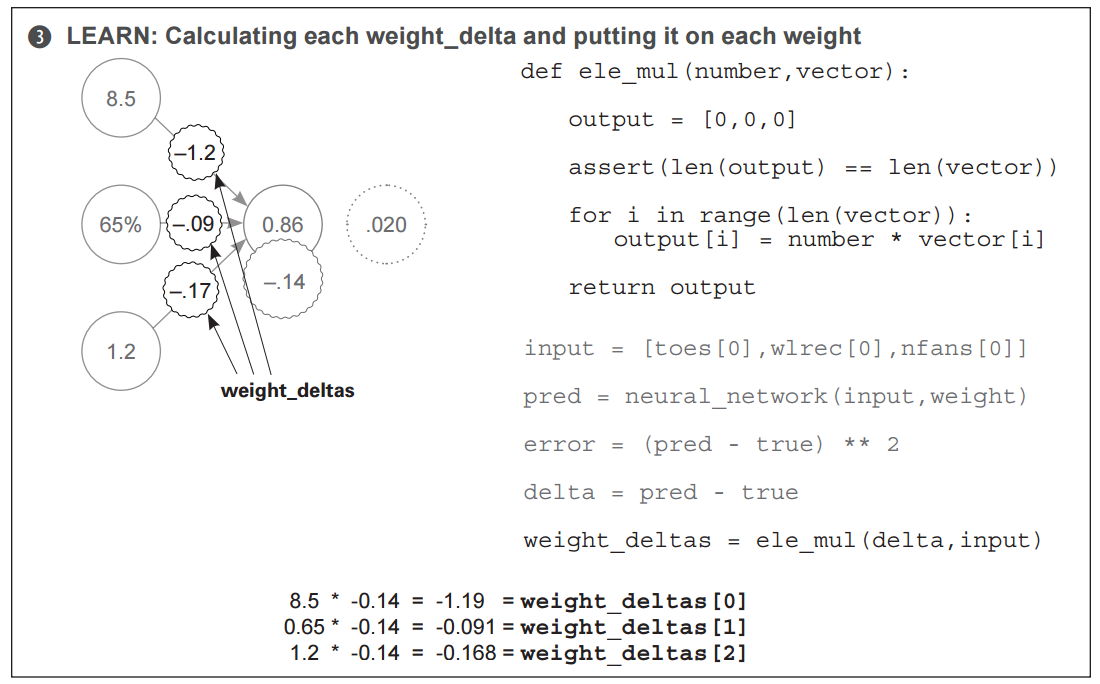 3 LEARN: Calculating each weight_delta and putting it on each weight
8.5
–1.2
65%
–.09
0.86
.020
–.17
–.14
1.2
weight_deltas
def ele_mul(number,vector):
output = [0,0,0]
assert(len(output) == len(vector))
for i in range(len(vector)):
output[i] = number * vector[i]
return output
input = [toes[0],wlrec[0],nfans[0]]
pred = neural_network(input,weight)
error = (pred - true) ** 2
delta = pred - true
weight_deltas = ele_mul(delta,input)
8.5 * -0.14 = -1.19 = weight_deltas[0]
0.65 * -0.14 = -0.091 = weight_deltas[1]
1.2 * -0.14 = -0.168 = weight_deltas[2]